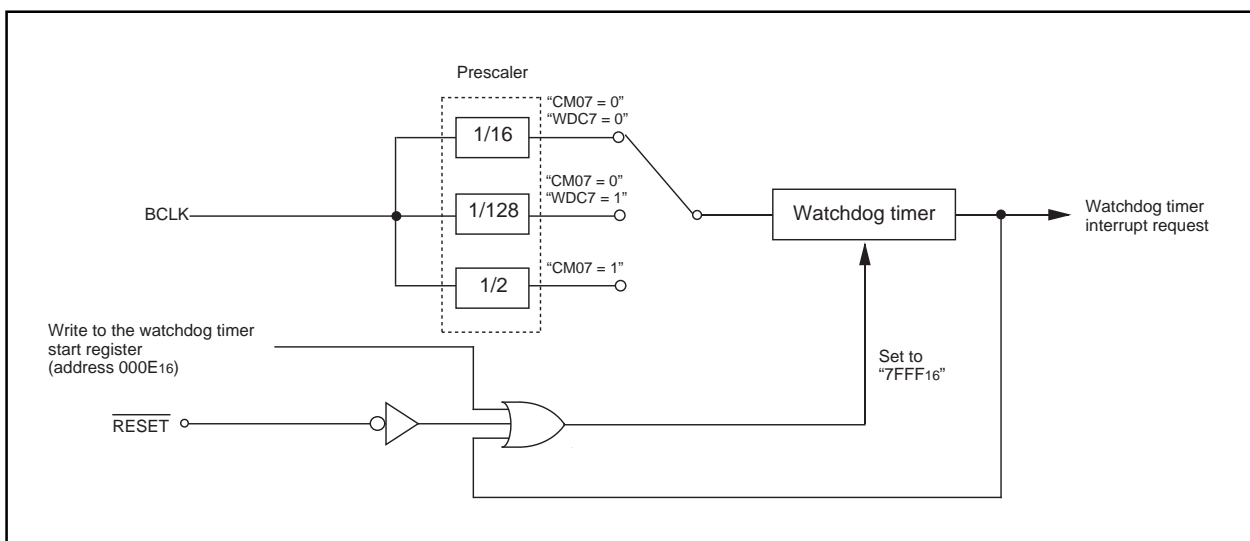 Prescaler
“CM07 = 0”
“WDC7 = 0”
1/16
“CM07 = 0”
“WDC7 = 1”
BCLK
1/128
Watchdog timer
Watchdog timer
interrupt request
“CM07 = 1”
1/2
Write to the watchdog timer
start register
(address 000E16)
Set to
“7FFF16”
RESET